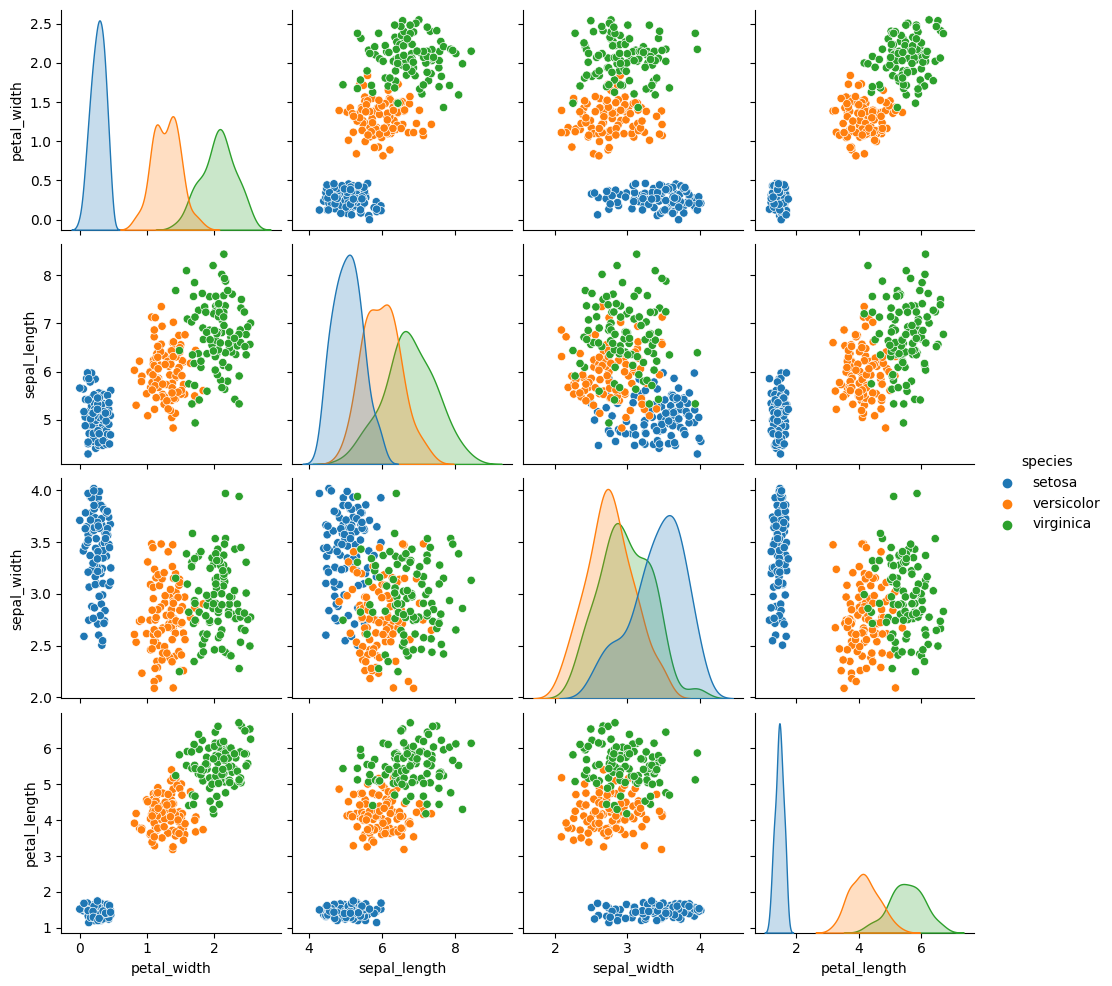 petal_width
2.5
2.0
1.5
1.0
0.5
0.0
sepal_length
8
7
6
5
species
setosa
versicolor
virginica
sepal_width
4.0
3.5
3.0
2.5
2.0
petal_length
6
5
4
3
2
1
0 1 2
4 6 8
2 3 4
2 4 6
petal_width sepal_length sepal_width petal_length